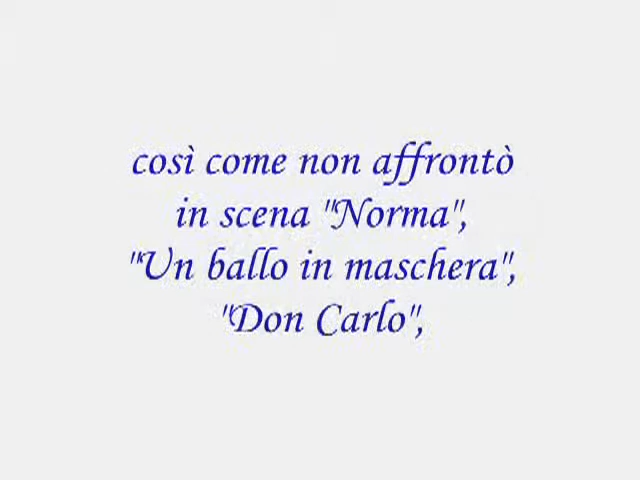 così come non affrontò
in scena "Norma",
"Un ballo in maschera",
"Don Carlo",